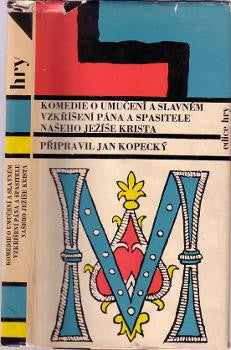 hry
KOMEDIE O UMUČENÍ A SLAVNÉM
VZKŘÍŠENÍ PÁNA A SPASITELE
NAŠEHO JEŽÍŠE KRISTA
PŘIPRAVIL JAN KOPECKÝ
edice hry
KOMEDIE O UMUČENÍ A SLAVNÉM
VZKŘÍŠENÍ PÁNA A SPASITELE
NAŠEHO JEŽÍŠE KRISTA
M